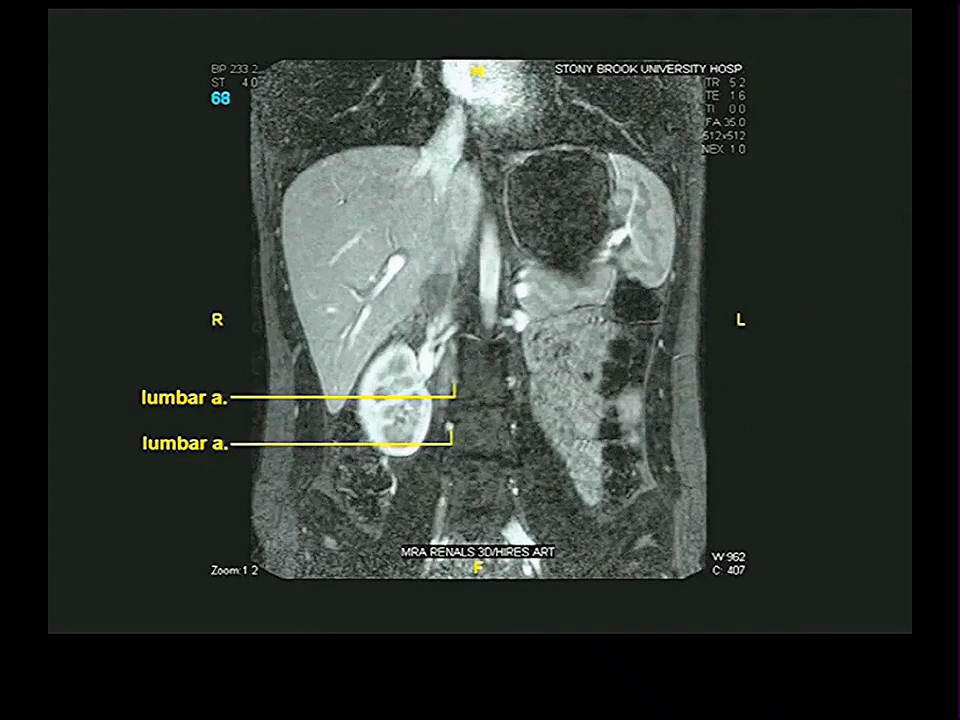 BP 233.2
ST 4.0
68
H
STONY BROOK UNIVERSITY HOSP.
TR 5.2
TE 1.6
TI 0.0
FA 35.0
512x512
NEX 1.0
R
L
lumbar a.
lumbar a.
MRA RENALS 3D/HIRES ART
F
Zoom: 1.2
W 962
C: 407